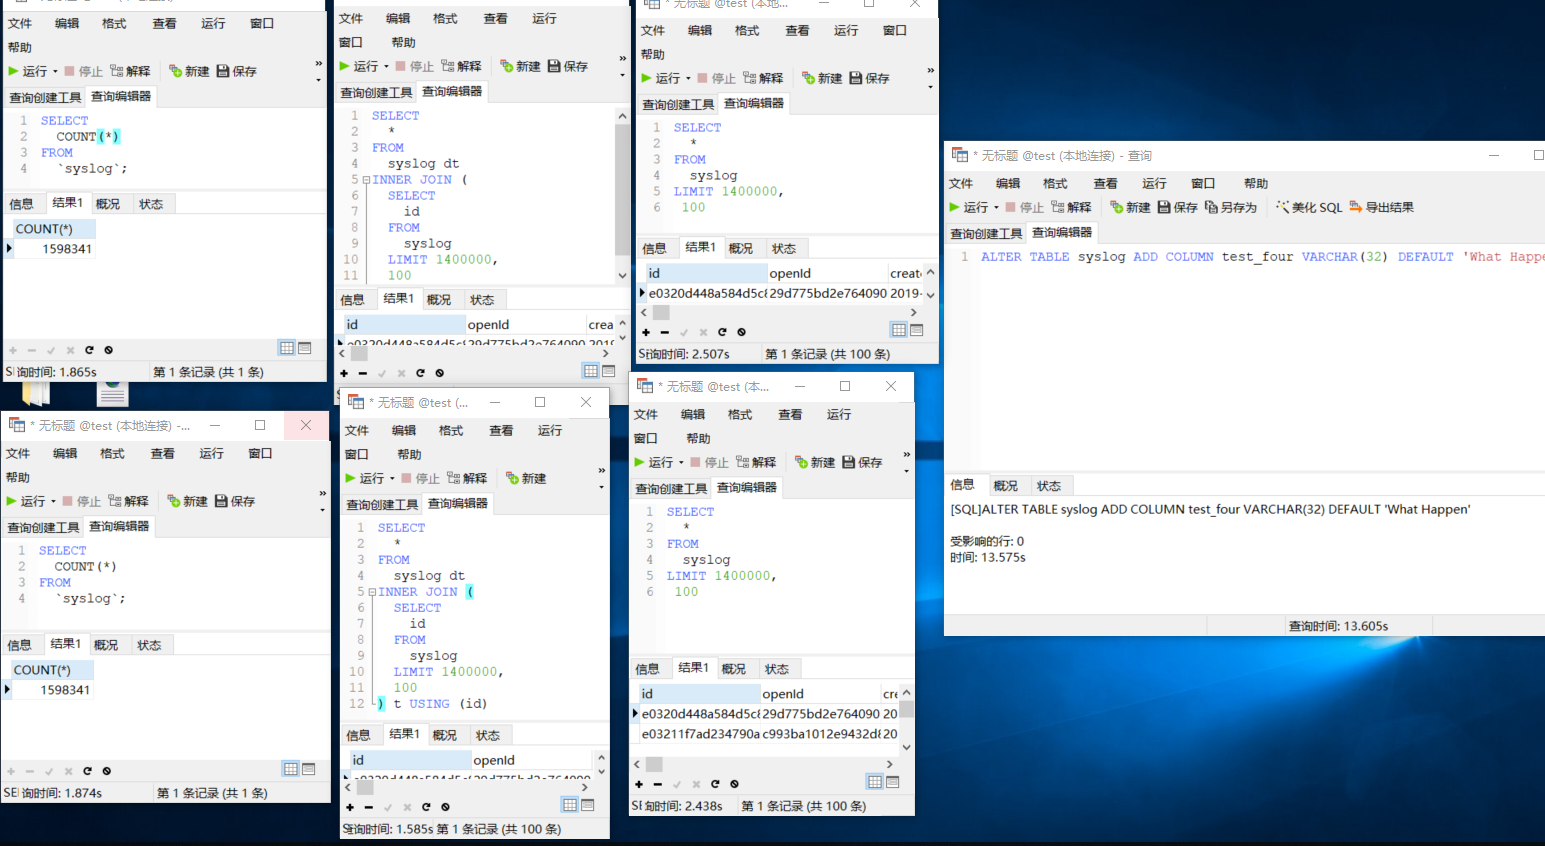 文件 编辑 格式 查看 运行 窗口
帮助
运行 停止 解释 新建 保存 »
查询创建工具 查询编辑器
1 SELECT
2 COUNT(*)
3 FROM
4 `syslog`;
信息 结果1 概况 状态
COUNT(*)
1598341
询时间: 1.865s 第 1 条记录 (共 1 条)
文件 编辑 格式 查看 运行
窗口 帮助
运行 停止 解释 新建 保存 »
查询创建工具 查询编辑器
1 SELECT
2 *
3 FROM
4 syslog dt
5 INNER JOIN (
6 SELECT
7 id
8 FROM
9 syslog
10 LIMIT 1400000,
11 100
信息 结果1 概况 状态
id openId crea
* 无标题 @test (本地...
文件 编辑 格式 查看 运行 窗口
帮助
运行 停止 解释 新建 保存 »
查询创建工具 查询编辑器
1 SELECT
2 *
3 FROM
4 syslog
5 LIMIT 1400000,
6 100
信息 结果1 概况 状态
id openId create
e0320d448a584d5c8 29d775bd2e764090 2019-
询时间: 2.507s 第 1 条记录 (共 100 条)
* 无标题 @test (本地连接) - 查询
文件 编辑 格式 查看 运行 窗口 帮助
运行 停止 解释 新建 保存 另存为 美化 SQL 导出结果
查询创建工具 查询编辑器
1 ALTER TABLE syslog ADD COLUMN test_four VARCHAR(32) DEFAULT 'What Happe
信息 概况 状态
[SQL]ALTER TABLE syslog ADD COLUMN test_four VARCHAR(32) DEFAULT 'What Happen'
受影响的行: 0
时间: 13.575s
查询时间: 13.605s
* 无标题 @test (本地连接) -...
文件 编辑 格式 查看 运行 窗口
帮助
运行 停止 解释 新建 保存 »
查询创建工具 查询编辑器
1 SELECT
2 COUNT(*)
3 FROM
4 `syslog`;
信息 结果1 概况 状态
COUNT(*)
1598341
询时间: 1.874s 第 1 条记录 (共 1 条)
* 无标题 @test (...
文件 编辑 格式 查看 运行
窗口 帮助
运行 停止 解释 新建 »
查询创建工具 查询编辑器
1 SELECT
2 *
3 FROM
4 syslog dt
5 INNER JOIN (
6 SELECT
7 id
8 FROM
9 syslog
10 LIMIT 1400000,
11 100
12 ) t USING (id)
信息 结果1 概况 状态
id openId
询时间: 1.585s 第 1 条记录 (共 100 条)
* 无标题 @test (本...
文件 编辑 格式 查看 运行
窗口 帮助
运行 停止 解释 新建 保存 »
查询创建工具 查询编辑器
1 SELECT
2 *
3 FROM
4 syslog
5 LIMIT 1400000,
6 100
信息 结果1 概况 状态
id openId cre
e0320d448a584d5c8 29d775bd2e764090 20
e03211f7ad234790a c993ba1012e9432d8 20
询时间: 2.438s 第 1 条记录 (共 100 条)